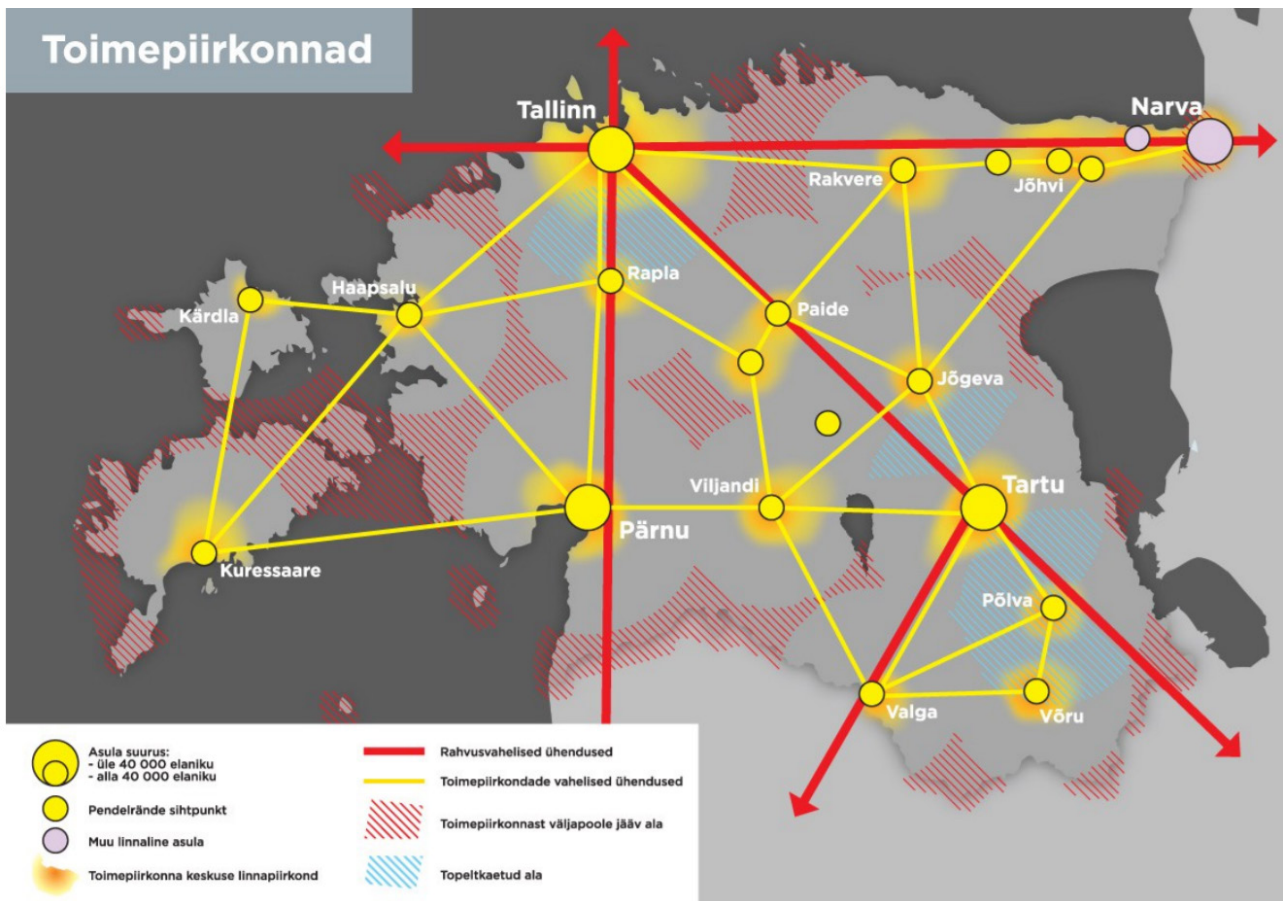 Toimepiirkonnad
Tallinn
Narva
Rakvere
Jõhvi
Haapsalu
Rapla
Kärdla
Paide
Jõgeva
Viljandi
Tartu
Pärnu
Kuressaare
Põlva
Valga
Võru
Asula suurus:
- üle 40 000 elaniku
- alla 40 000 elaniku
Pendelrände sihtpunkt
Muu linnaline asula
Toimepiirkonna keskuse linnapiirkond
Rahvusvahelised ühendused
Toimepiirkondade vahelised ühendused
Toimepiirkonnast väljapoole jääv ala
Topeltkaetud ala